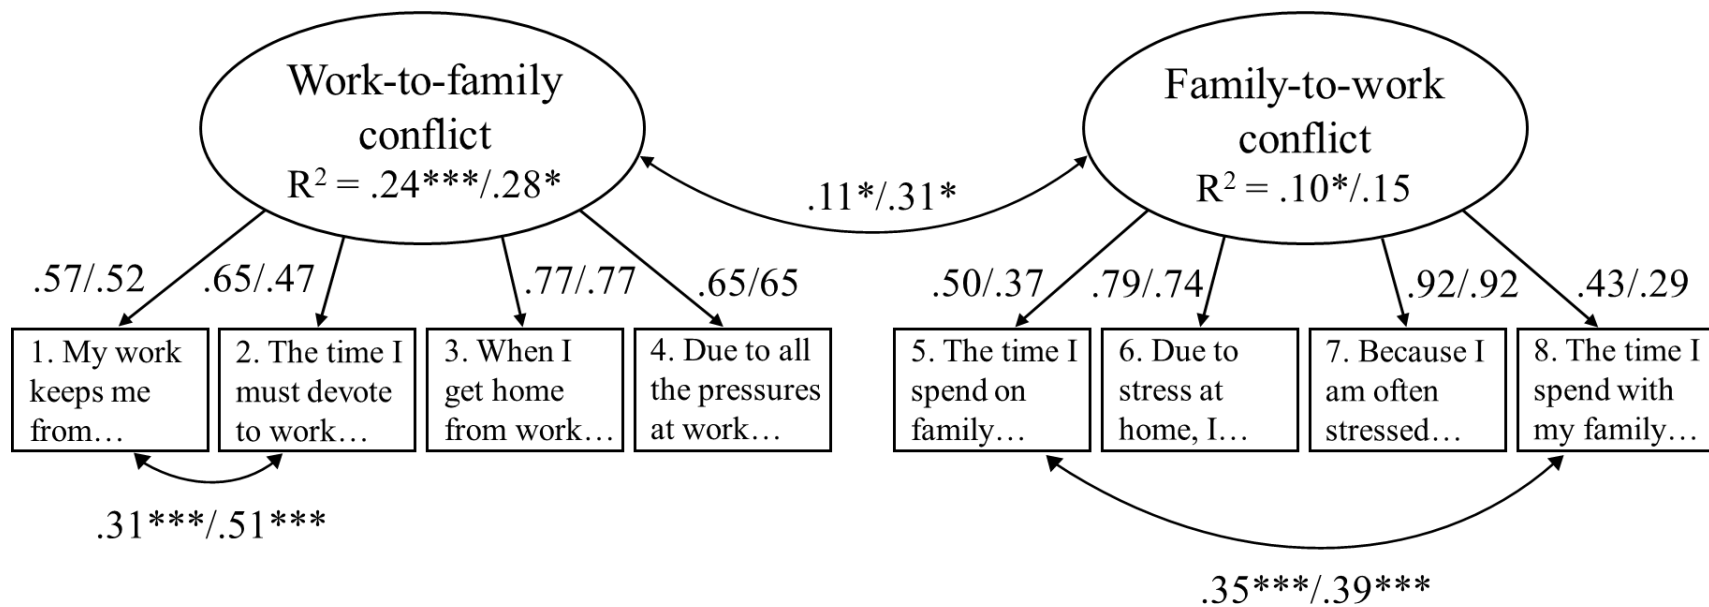 Work-to-family
conflict
R² = .24***/.28*
Family-to-work
conflict
R² = .10*/.15
.11*/.31*
.57/.52
.65/.47
.77/.77
.65/65
.50/.37
.79/.74
.92/.92
.43/.29
1. My work
keeps me
from…
2. The time I
must devote
to work…
3. When I
get home
from work…
4. Due to all
the pressures
at work…
5. The time I
spend on
family…
6. Due to
stress at
home, I…
7. Because I
am often
stressed…
8. The time I
spend with
my family…
.31***/.51***
.35***/.39***